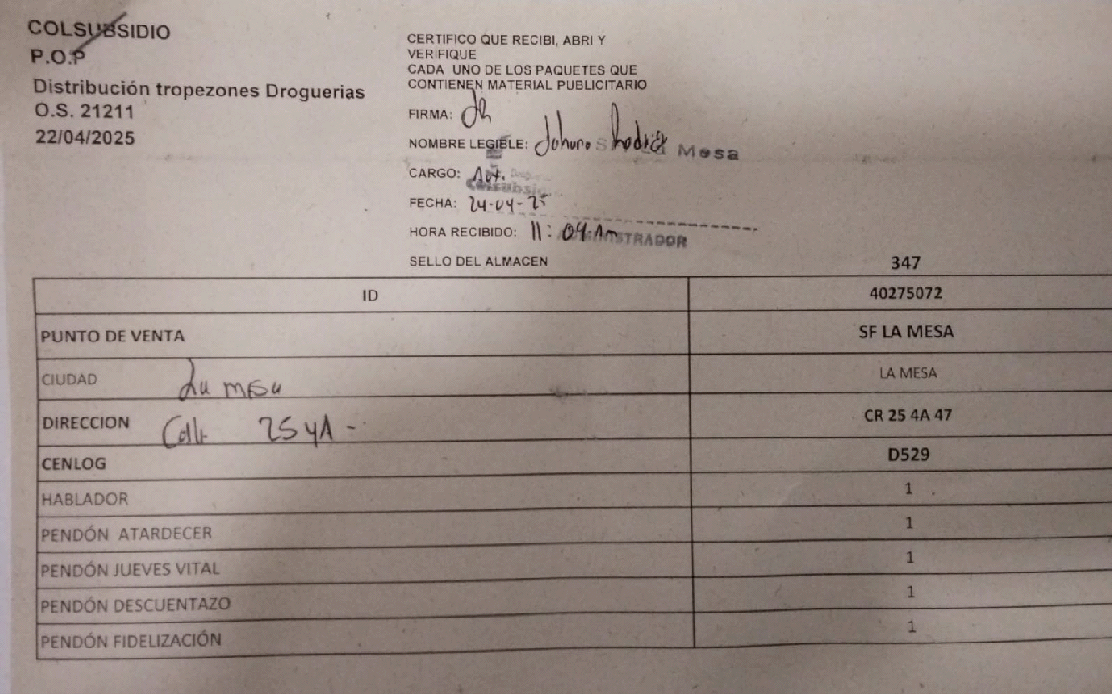 COLSUBSIDIO
P.O.P
Distribución tropezones Droguerias
O.S. 21211
22/04/2025
CERTIFICO QUE RECIBI, ABRI Y
VERIFIQUE
CADA UNO DE LOS PAQUETES QUE
CONTIENEN MATERIAL PUBLICITARIO
FIRMA:
NOMBRE LEGIBLE: Mesa
CARGO:
Colsubsi
FECHA: 24-04-25
HORA RECIBIDO: 11:09 Am
ADMINISTRADOR
SELLO DEL ALMACEN
347
ID 40275072
PUNTO DE VENTA SF LA MESA
CIUDAD La mesa LA MESA
DIRECCION Calle 25 4A - CR 25 4A 47
CENLOG D529
HABLADOR 1
PENDÓN ATARDECER 1
PENDÓN JUEVES VITAL 1
PENDÓN DESCUENTAZO 1
PENDÓN FIDELIZACIÓN 1